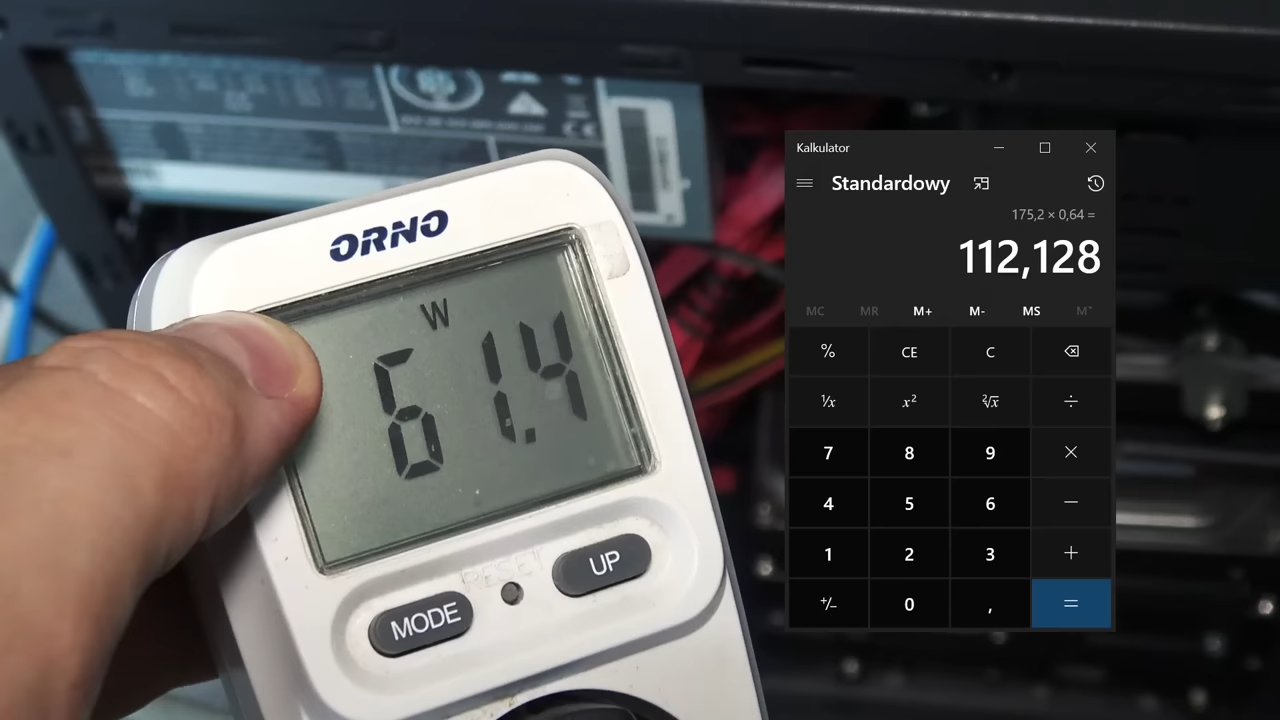 ORNO
W
61.4
RESET
MODE
UP
Kalkulator
Standardowy
175,2 × 0,64 =
112,128
MC MR M+ M- MS M˅
% CE C
¹/x x² ²√x ÷
7 8 9 ×
4 5 6 −
1 2 3 +
+/− 0 , =